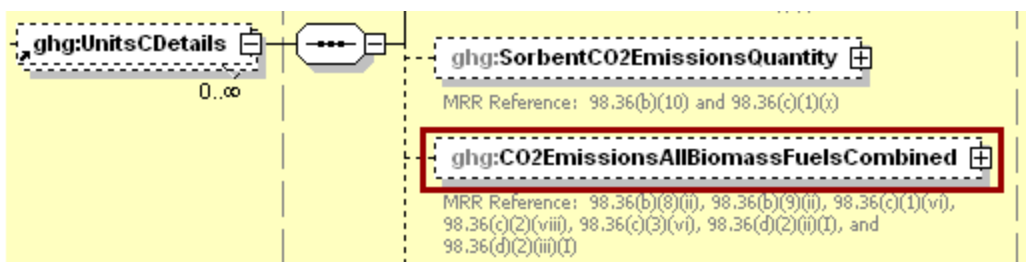 ghg:UnitsCDetails
0..∞
ghg:SorbentCO2EmissionsQuantity
MRR Reference: 98.36(b)(10) and 98.36(c)(1)(x)
ghg:CO2EmissionsAllBiomassFuelsCombined
MRR Reference: 98.36(b)(8)(ii), 98.36(b)(9)(ii), 98.36(c)(1)(vi),
98.36(c)(2)(viii), 98.36(c)(3)(vi), 98.36(d)(2)(ii)(I), and
98.36(d)(2)(iii)(I)